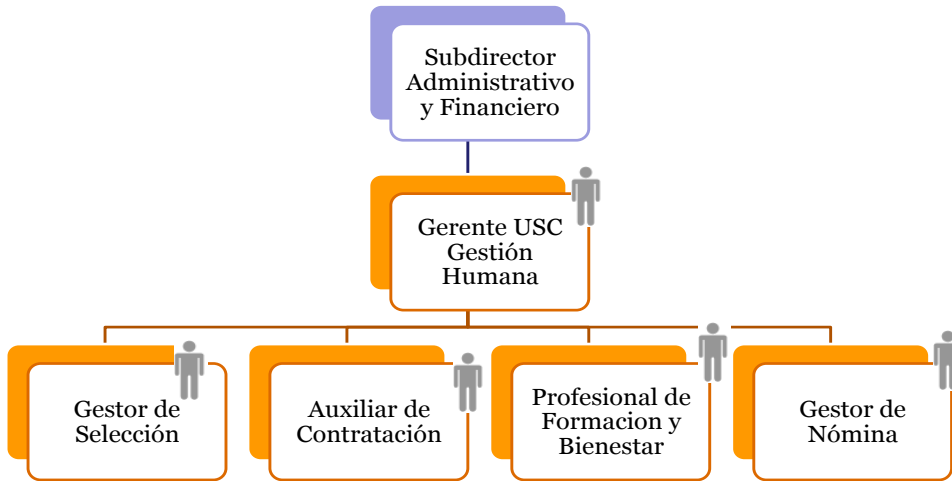 Subdirector
Administrativo
y Financiero
Gerente USC
Gestión
Humana
Gestor de
Selección
Auxiliar de
Contratación
Profesional de
Formacion y
Bienestar
Gestor de
Nómina